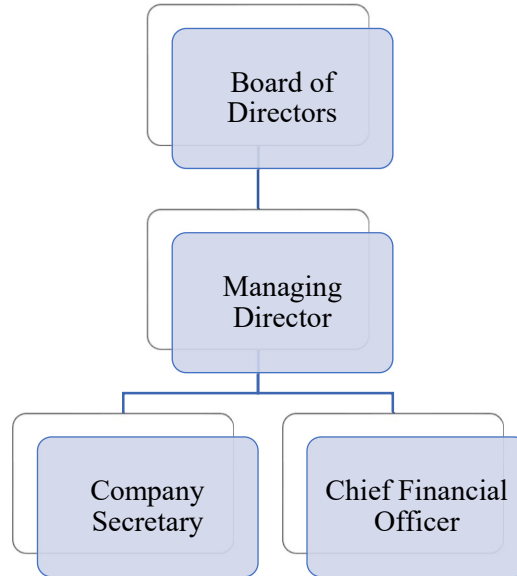 Board of
Directors
Managing
Director
Company
Secretary
Chief Financial
Officer